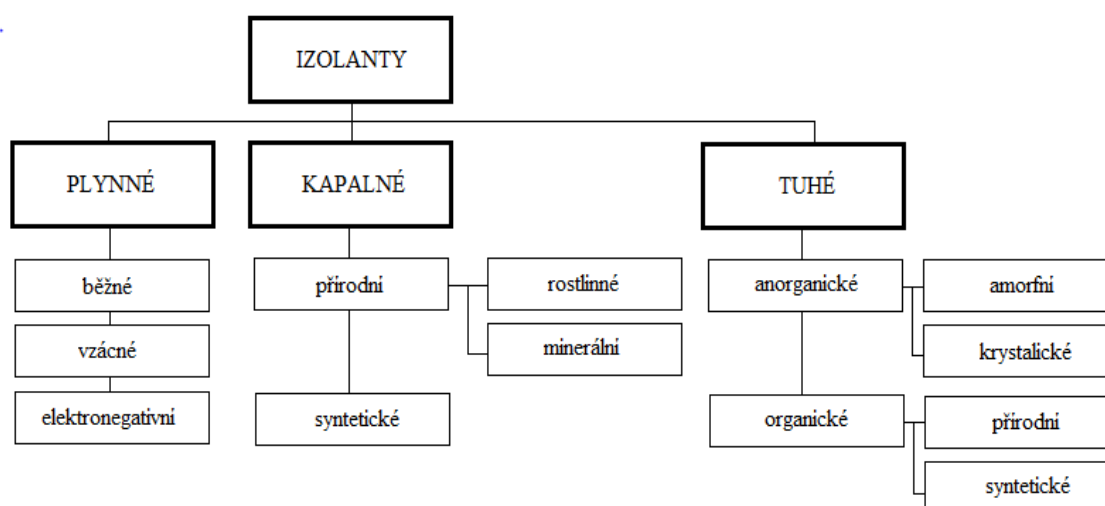 IZOLANTY
PLYNNÉ
KAPALNÉ
TUHÉ
běžné
přírodní
rostlinné
anorganické
amorfní
vzácné
minerální
krystalické
elektronegativní
syntetické
organické
přírodní
syntetické